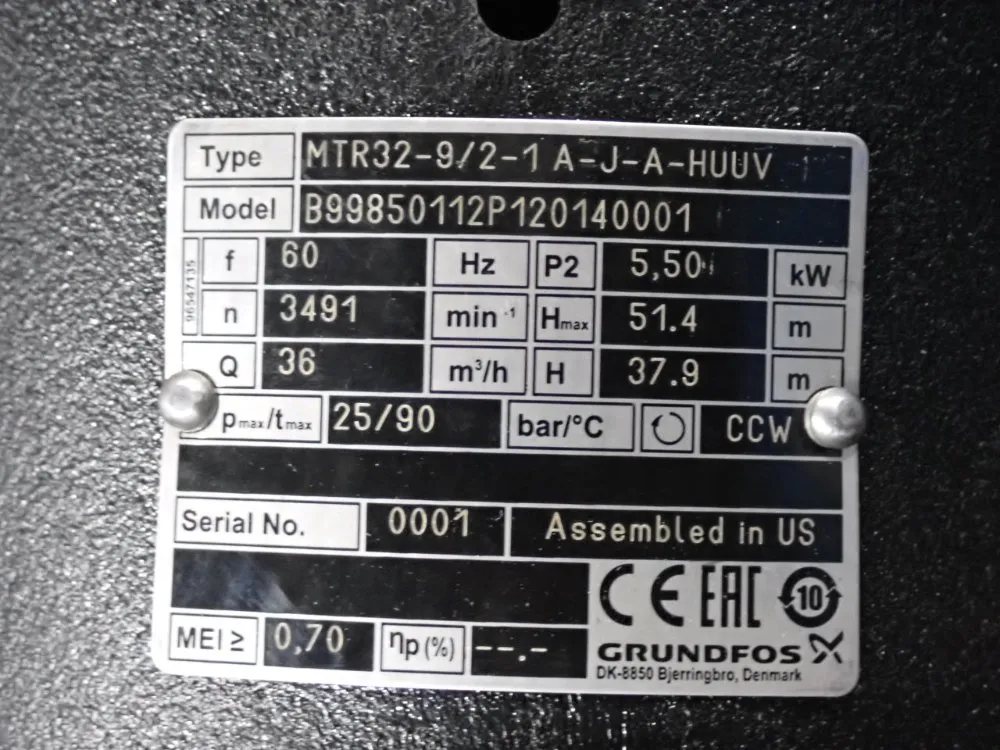 Type MTR32-9/2-1 A-J-A-HUUV
Model B99850112P120140001
96547135
f 60 Hz P2 5,50 kW
n 3491 min-1 Hmax 51.4 m
Q 36 m³/h H 37.9 m
pmax/tmax 25/90 bar/°C CCW
Serial No. 0001 Assembled in US
CE EAC 10
MEI ≥ 0,70 ηp (%) --.-
GRUNDFOS
DK-8850 Bjerringbro, Denmark